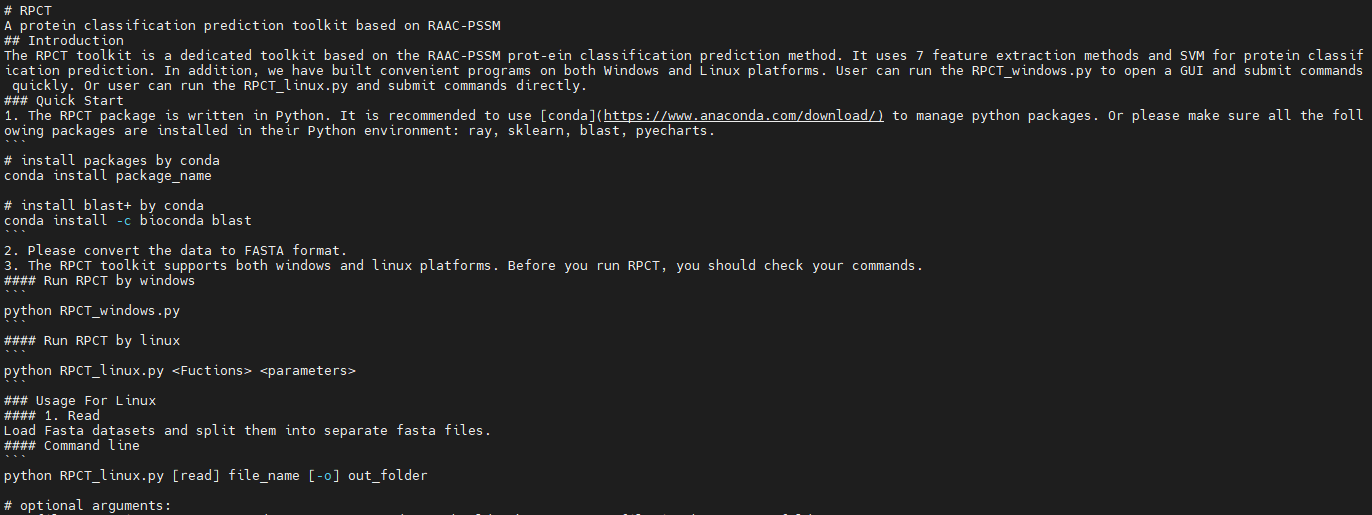 # RPCT
A protein classification prediction toolkit based on RAAC-PSSM
## Introduction
The RPCT toolkit is a dedicated toolkit based on the RAAC-PSSM prot-ein classification prediction method. It uses 7 feature extraction methods and SVM for protein classif
ication prediction. In addition, we have built convenient programs on both Windows and Linux platforms. User can run the RPCT_windows.py to open a GUI and submit commands
quickly. Or user can run the RPCT_linux.py and submit commands directly.
### Quick Start
1. The RPCT package is written in Python. It is recommended to use [conda](https://www.anaconda.com/download/) to manage python packages. Or please make sure all the foll
owing packages are installed in their Python environment: ray, sklearn, blast, pyecharts.
```
# install packages by conda
conda install package_name

# install blast+ by conda
conda install -c bioconda blast
```
2. Please convert the data to FASTA format.
3. The RPCT toolkit supports both windows and linux platforms. Before you run RPCT, you should check your commands.
#### Run RPCT by windows
```
python RPCT_windows.py
```
#### Run RPCT by linux
```
python RPCT_linux.py <Fuctions> <parameters>
```
### Usage For Linux
#### 1. Read
Load Fasta datasets and split them into separate fasta files.
#### Command line
```
python RPCT_linux.py [read] file_name [-o] out_folder

# optional arguments: